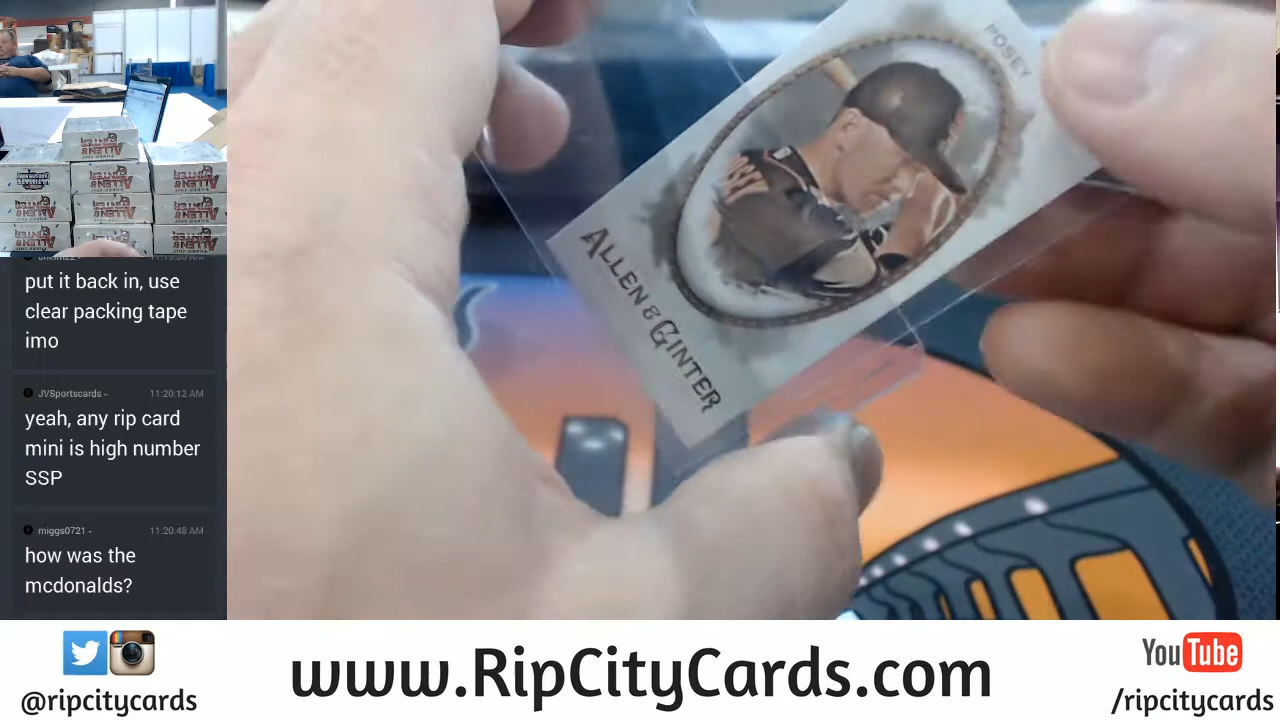 put it back in, use
clear packing tape
imo
JVSportscards - 11:20:12 AM
yeah, any rip card
mini is high number
SSP
miggs0721 - 11:20:48 AM
how was the
mcdonalds?
POSEY
ALLEN & GINTER
@ripcitycards
www.RipCityCards.com
YouTube
/ripcitycards